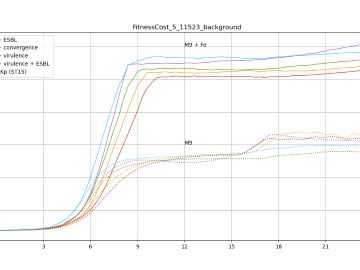 FitnessCost_5_11523_background
ESBL
convergence
virulence
virulence + ESBL
Kp (ST15)
M9 + Fe
M9
3
6
9
12
15
18
21